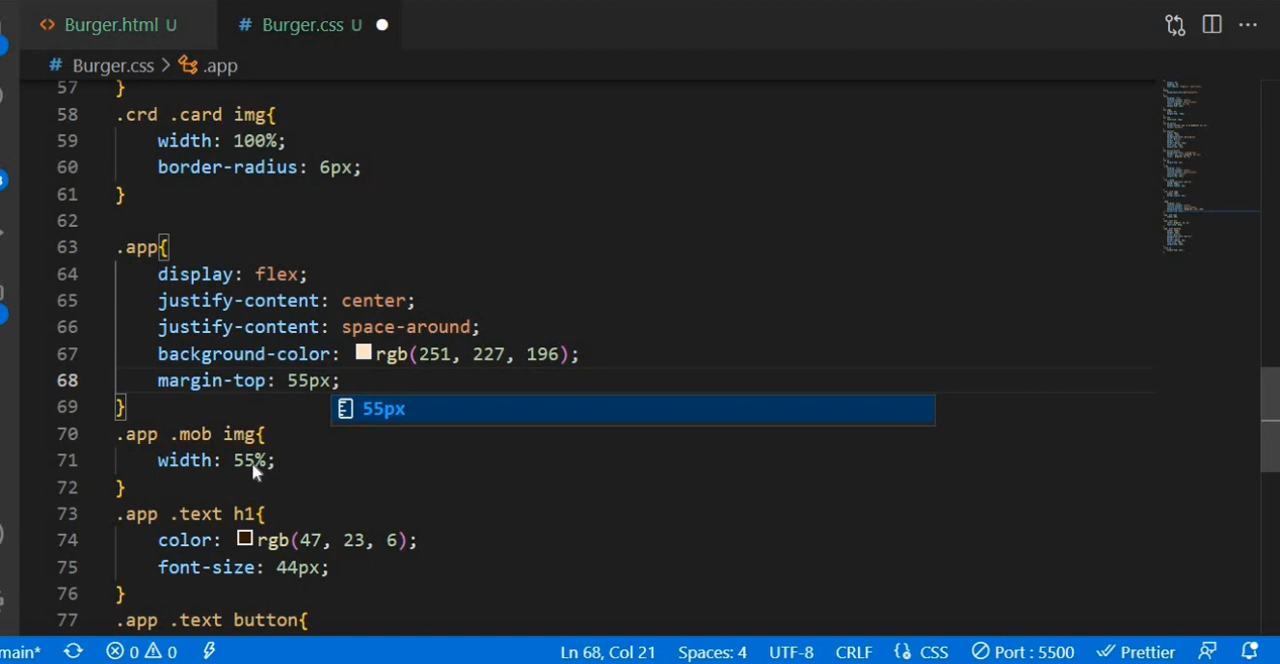 <> Burger.html U # Burger.css U
# Burger.css > .app
57 }
58 .crd .card img{
59 width: 100%;
60 border-radius: 6px;
61 }
62
63 .app{
64 display: flex;
65 justify-content: center;
66 justify-content: space-around;
67 background-color: rgb(251, 227, 196);
68 margin-top: 55px;
69 }
55px
70 .app .mob img{
71 width: 55%;
72 }
73 .app .text h1{
74 color: rgb(47, 23, 6);
75 font-size: 44px;
76 }
77 .app .text button{
main* 0 0 Ln 68, Col 21 Spaces: 4 UTF-8 CRLF {} CSS Port : 5500 Prettier